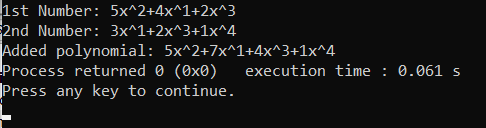 1st Number: 5x^2+4x^1+2x^3
2nd Number: 3x^1+2x^3+1x^4
Added polynomial: 5x^2+7x^1+4x^3+1x^4
Process returned 0 (0x0)   execution time : 0.061 s
Press any key to continue.